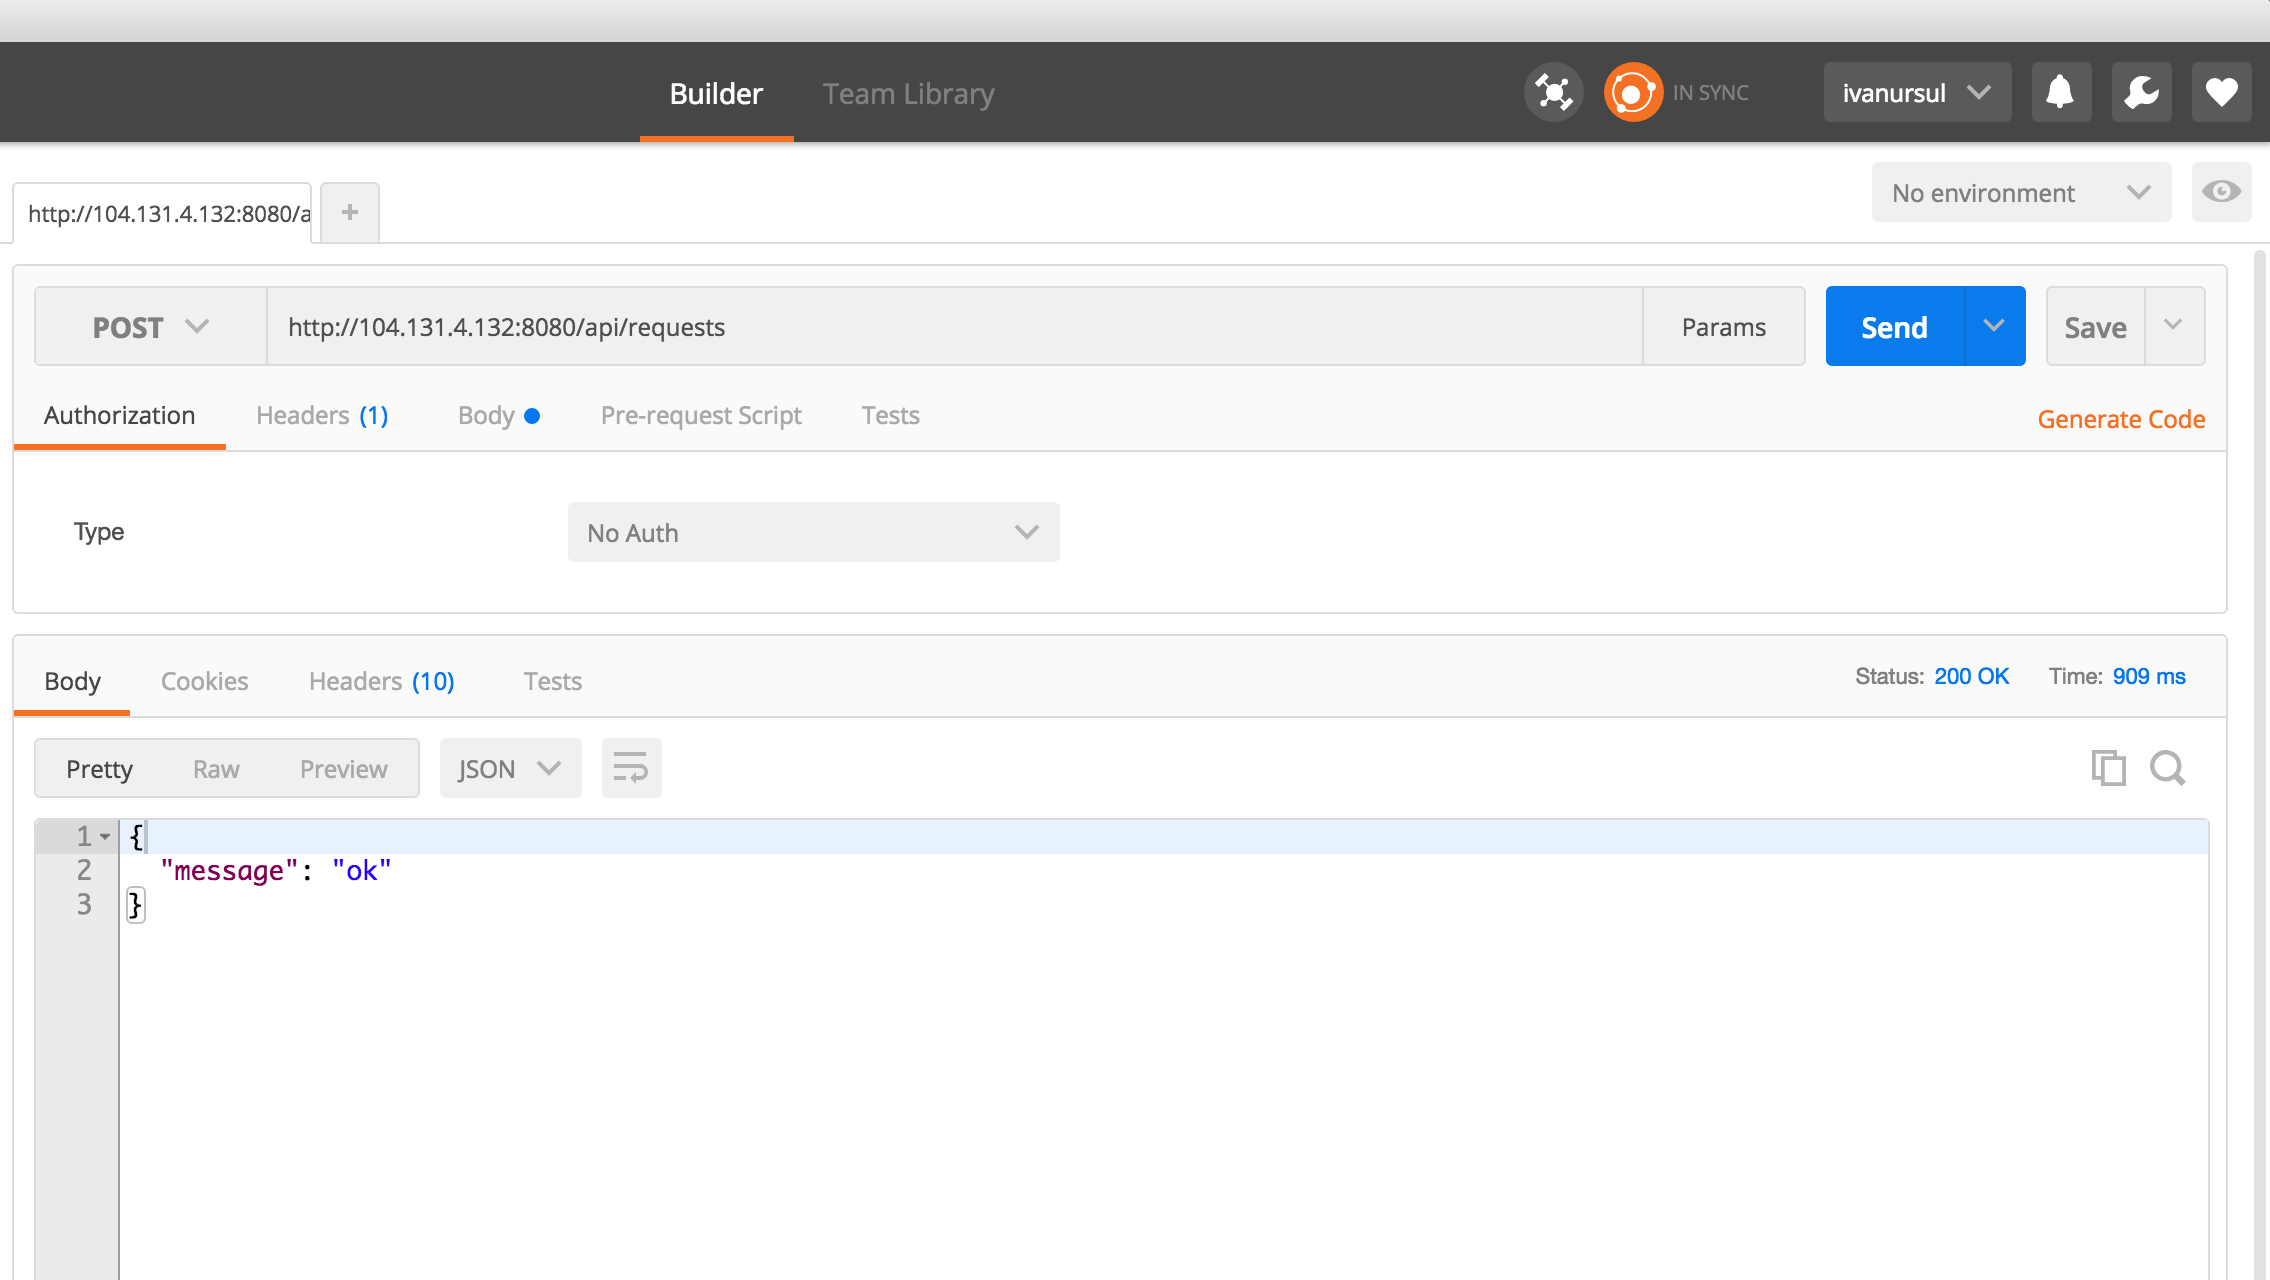 Builder
Team Library
IN SYNC
ivanursul
http://104.131.4.132:8080/a
+
No environment
POST
http://104.131.4.132:8080/api/requests
Params
Send
Save
Authorization
Headers (1)
Body
Pre-request Script
Tests
Generate Code
Type
No Auth
Body
Cookies
Headers (10)
Tests
Status: 200 OK
Time: 909 ms
Pretty
Raw
Preview
JSON
1 {
2 "message": "ok"
3 }